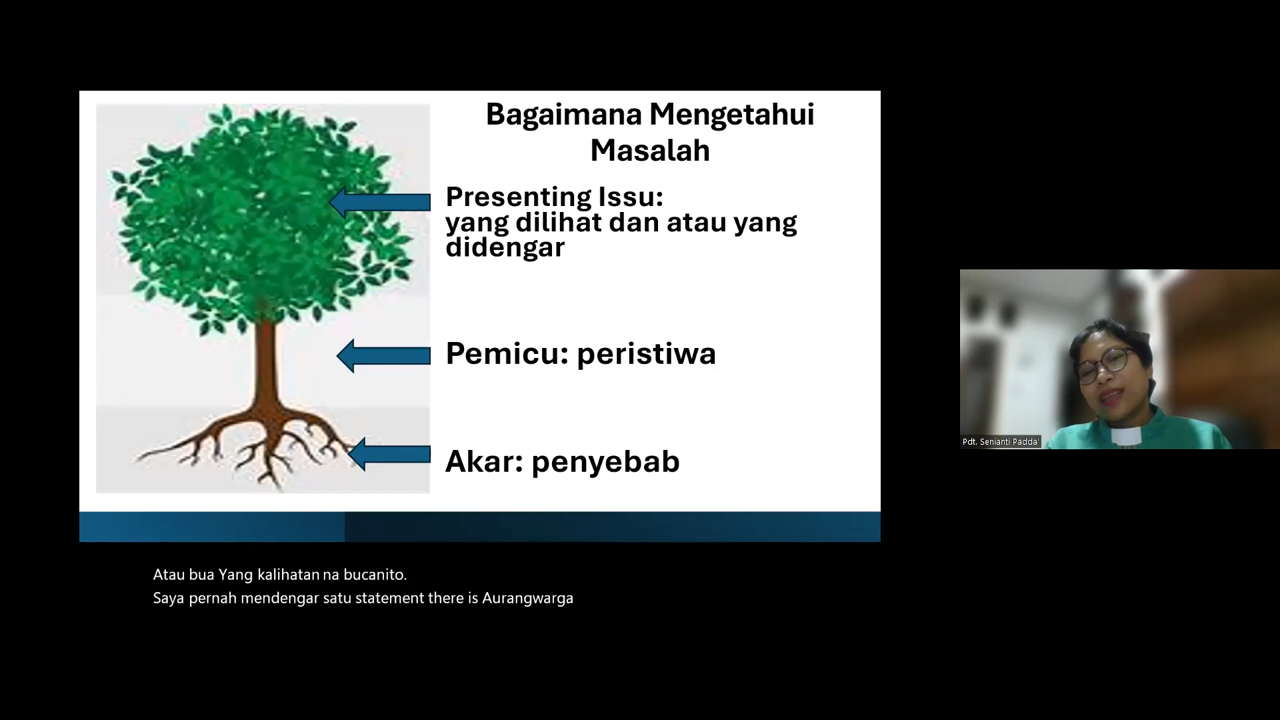 Bagaimana Mengetahui
Masalah
Presenting Issu:
yang dilihat dan atau yang
didengar
Pemicu: peristiwa
Akar: penyebab
Pdt. Senianti Padda'
Atau bua Yang kalihatan na bucanito.
Saya pernah mendengar satu statement there is Aurangwarga